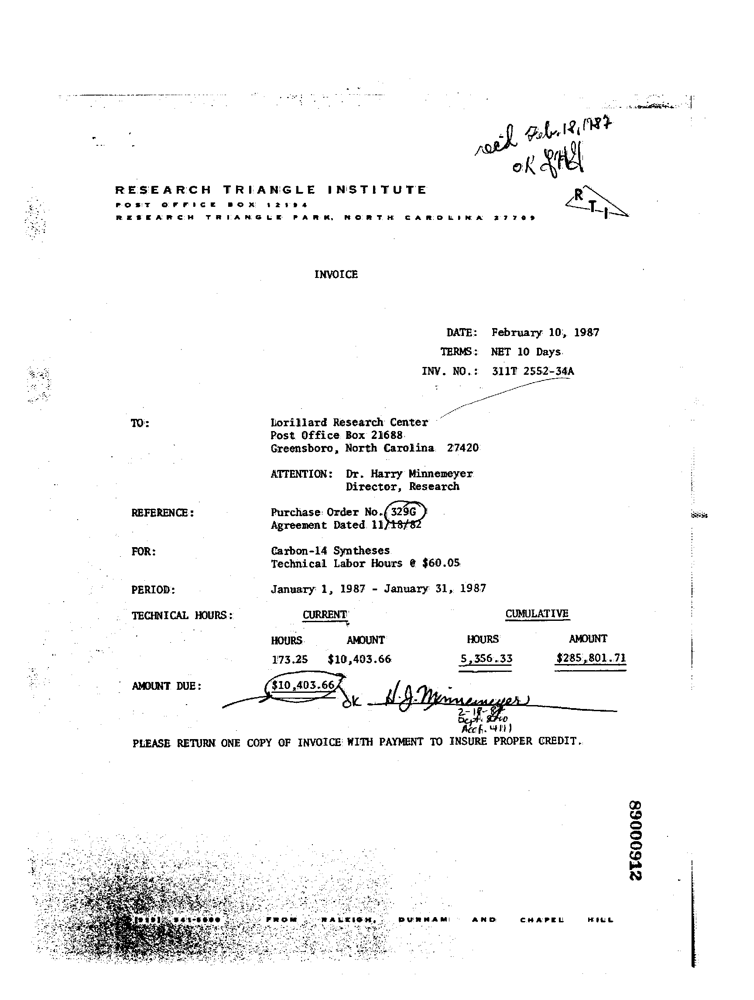 rec'd Feb. 18, 1987
OK
RESEARCH TRIANGLE INSTITUTE
POST OFFICE BOX 12194
RESEARCH TRIANGLE PARK, NORTH CAROLINA 27709
RTI
INVOICE
DATE: February 10, 1987
TERMS: NET 10 Days
INV. NO.: 311T 2552-34A
TO: Lorillard Research Center
Post Office Box 21688
Greensboro, North Carolina 27420
ATTENTION: Dr. Harry Minnemeyer
Director, Research
REFERENCE: Purchase Order No. 329G
Agreement Dated 11/18/82
FOR: Carbon-14 Syntheses
Technical Labor Hours @ $60.05
PERIOD: January 1, 1987 - January 31, 1987
TECHNICAL HOURS: CURRENT CUMULATIVE
HOURS AMOUNT HOURS AMOUNT
173.25 $10,403.66 5,356.33 $285,801.71
AMOUNT DUE: $10,403.66 OK H.J. Minnemeyer
2-18-87
Dept.
Acct. 4111
PLEASE RETURN ONE COPY OF INVOICE WITH PAYMENT TO INSURE PROPER CREDIT.
89000912
FROM RALEIGH, DURHAM AND CHAPEL HILL